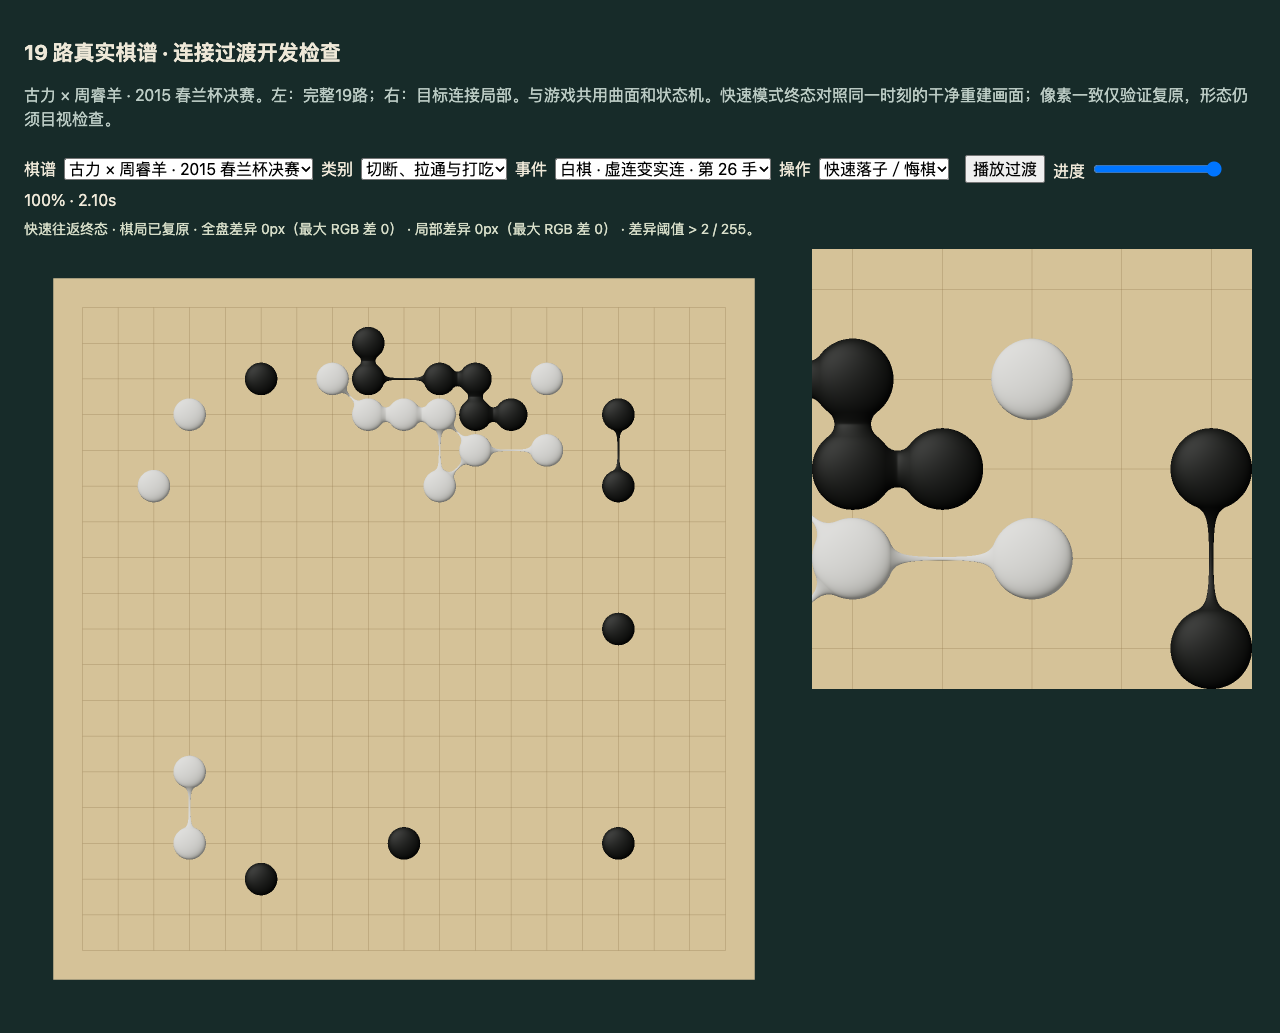 19 路真实棋谱 · 连接过渡开发检查
古力 × 周睿羊 · 2015 春兰杯决赛。左：完整19路；右：目标连接局部。与游戏共用曲面和状态机。快速模式终态对照同一时刻的干净重建画面；像素一致仅验证复原，形态仍
须目视检查。
棋谱 古力 × 周睿羊 · 2015 春兰杯决赛 类别 切断、拉通与打吃 事件 白棋 · 虚连变实连 · 第 26 手 操作 快速落子 / 悔棋 播放过渡 进度
100% · 2.10s
快速往返终态 · 棋局已复原 · 全盘差异 0px（最大 RGB 差 0） · 局部差异 0px（最大 RGB 差 0） · 差异阈值 > 2 / 255。